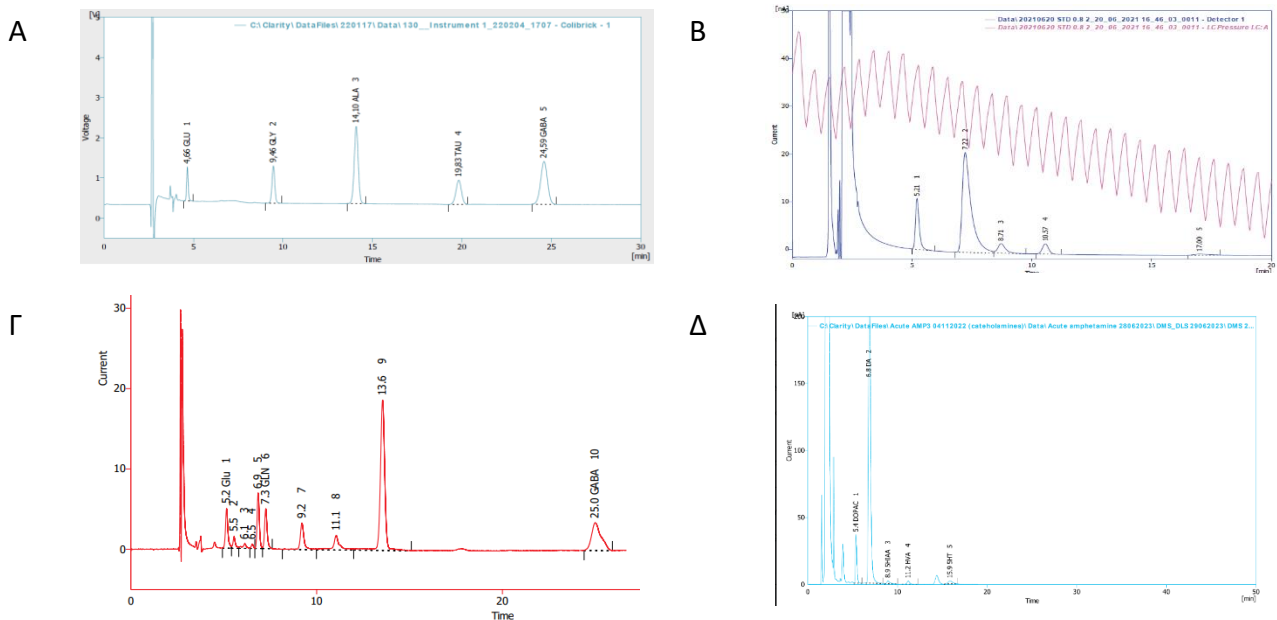 Α
[V]
C:\Clarity\DataFiles\220117\Data\130__Instrument 1_220204_1707 - Colibrick - 1
Voltage
4
3
2
1
0
4,66 GLU 1
9,46 GLY 2
14,10 ALA 3
19,83 TAU 4
24,59 GABA 5
0 5 10 15 20 25 30
Time
[min]
Β
Data\20210620 STD 0.8 2_20_06_2021 16_46_03_0011 - Detector 1
Data\20210620 STD 0.8 2_20_06_2021 16_46_03_0011 - LC Pressure LC: A
Current
50
40
30
20
10
0
5.21 1
7.22 2
8.71 3
10.57 4
17.00 5
0 5 10 15 20
Time
[min]
Γ
Current
30
20
10
0
5.2 Glu 1
5.5 2
6.1 3
6.5 4
6.9 5
7.3 GLN 6
9.2 7
11.1 8
13.6 9
25.0 GABA 10
0 10 20
Time
Δ
C:\Clarity\DataFiles\Acute AMP3 04112022 (cateholamines)\Data\Acute amphetamine 28062023\DMS_DLS 29062023\DMS 2...
Current
200
150
100
50
0
5.4 DOPAC 1
6.8 DA 2
8.9 5HIAA 3
11.2 HVA 4
15.9 5HT 5
0 10 20 30 40 50
Time
[min]